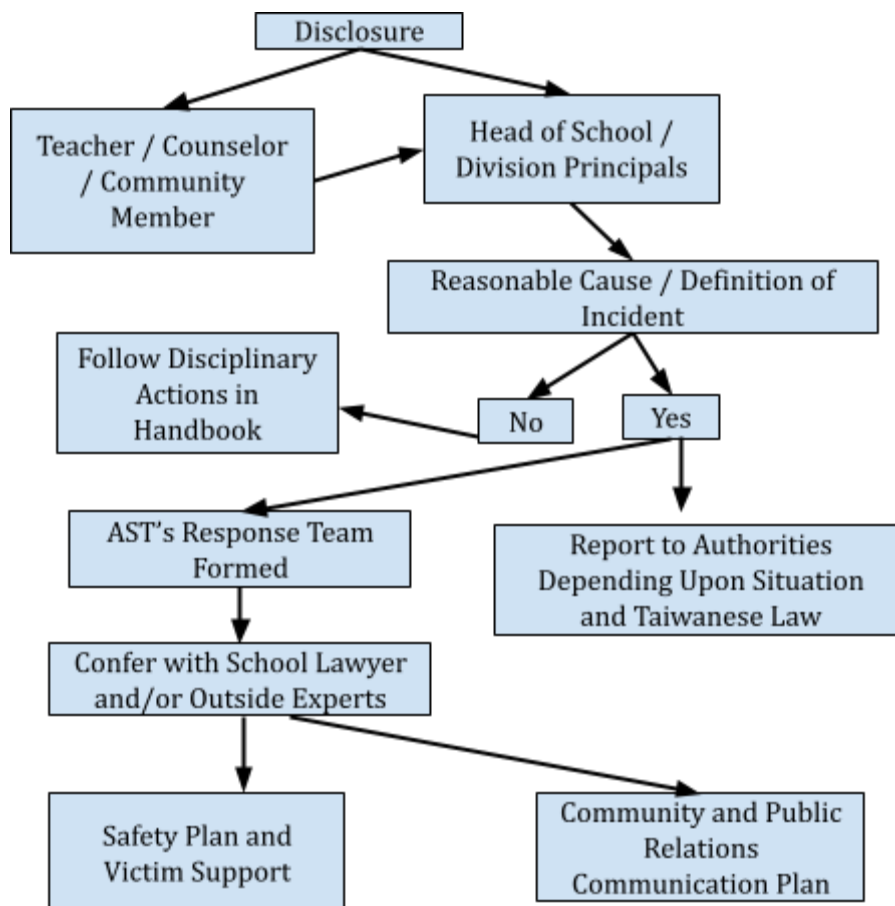 Disclosure
Teacher / Counselor
/ Community
Member
Head of School /
Division Principals
Reasonable Cause / Definition of
Incident
Follow Disciplinary
Actions in
Handbook
No
Yes
AST’s Response Team
Formed
Report to Authorities
Depending Upon Situation
and Taiwanese Law
Confer with School Lawyer
and/or Outside Experts
Safety Plan and
Victim Support
Community and Public
Relations
Communication Plan